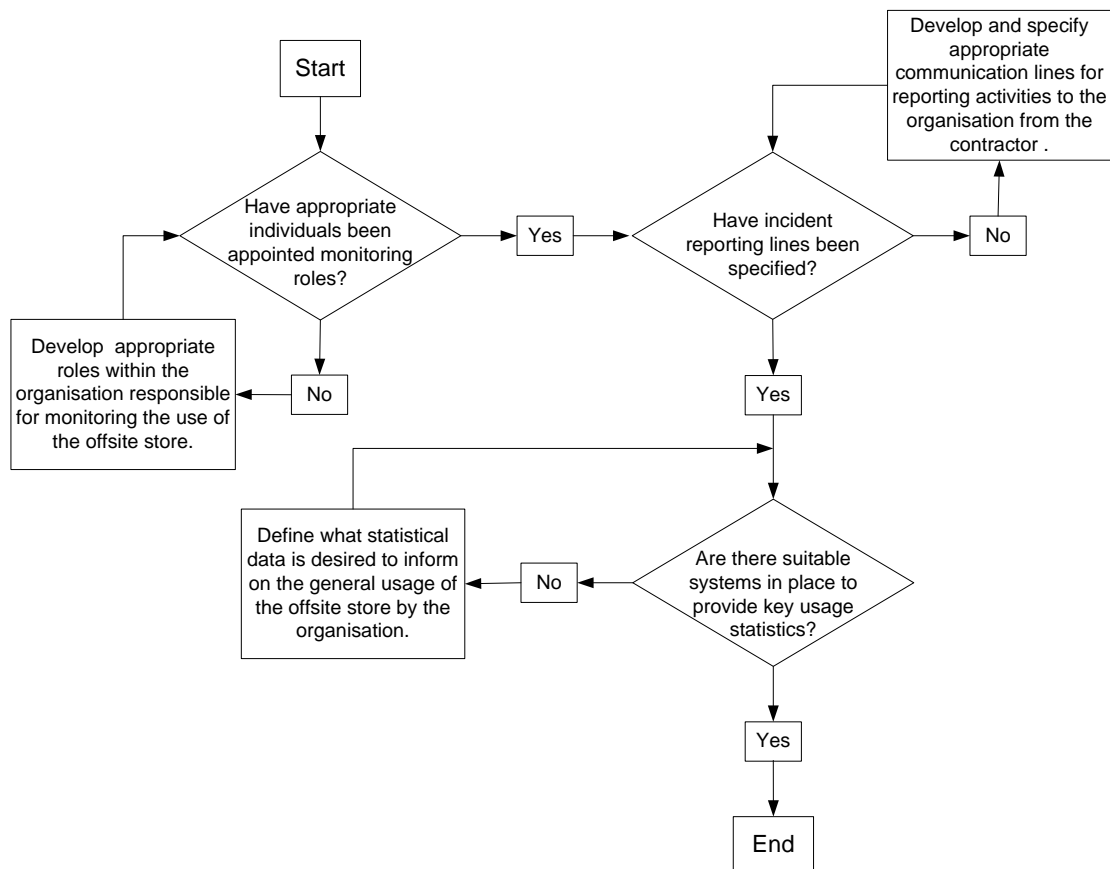 Start
Have appropriate
individuals been
appointed monitoring
roles?
Yes
No
Develop appropriate
roles within the
organisation responsible
for monitoring the use of
the offsite store.
Have incident
reporting lines been
specified?
No
Develop and specify
appropriate
communication lines for
reporting activities to the
organisation from the
contractor .
Yes
Are there suitable
systems in place to
provide key usage
statistics?
No
Define what statistical
data is desired to inform
on the general usage of
the offsite store by the
organisation.
Yes
End